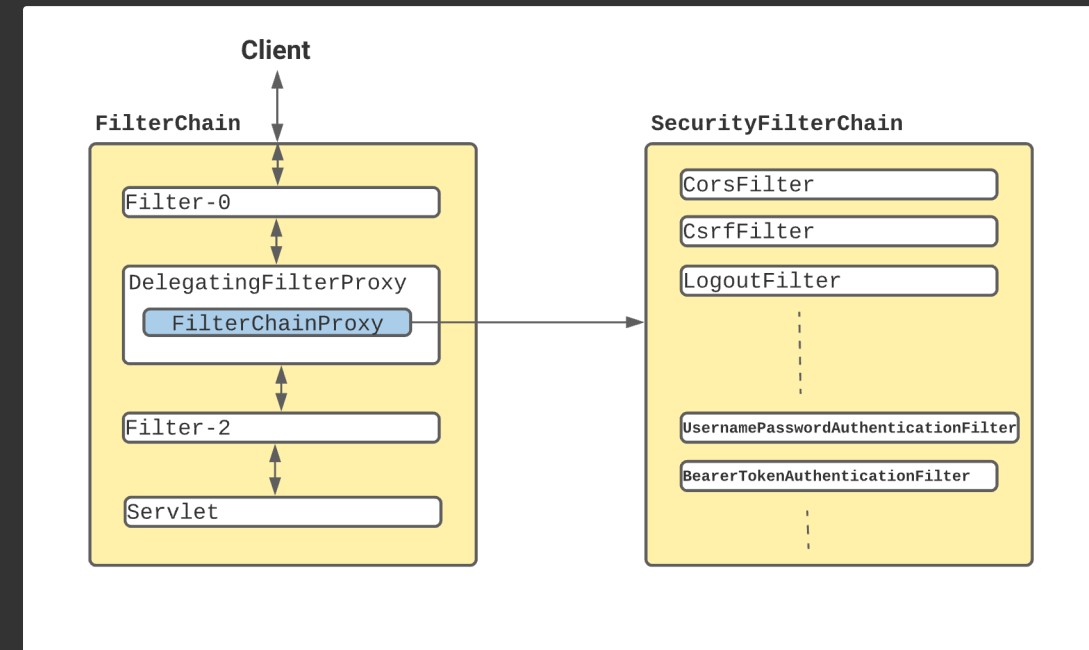 Client
FilterChain
Filter-0
DelegatingFilterProxy
FilterChainProxy
Filter-2
Servlet
SecurityFilterChain
CorsFilter
CsrfFilter
LogoutFilter
UsernamePasswordAuthenticationFilter
BearerTokenAuthenticationFilter